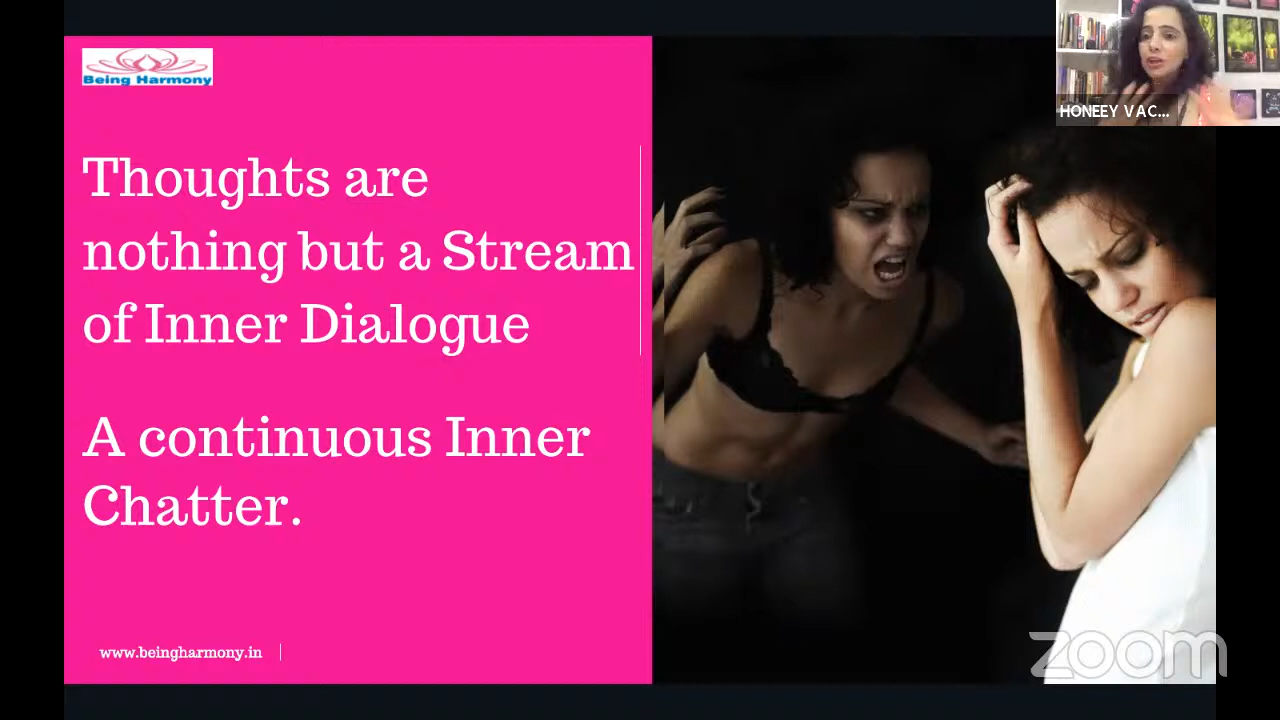 Being Harmony
HONEEY VAC...
Thoughts are
nothing but a Stream
of Inner Dialogue
A continuous Inner
Chatter.
www.beingharmony.in
zoom